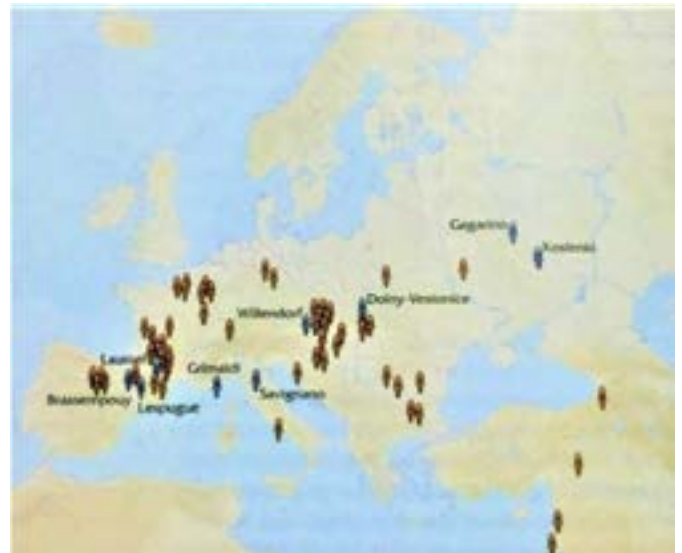 Gagarino
Kostenki
Dolny-Vestonice
Willendorf
Laussel
Grimaldi
Brassempouy
Savignano
Lespugue